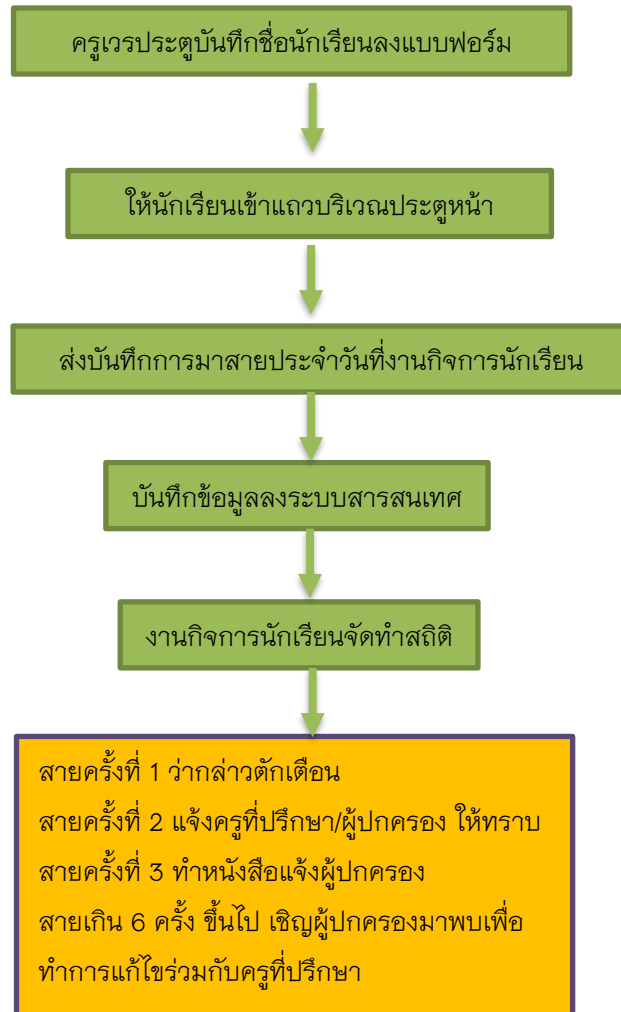 ครูเวรประตูบันทึกชื่อนักเรียนลงแบบฟอร์ม
ให้นักเรียนเข้าแถวบริเวณประตูหน้า
ส่งบันทึกการมาสายประจำวันที่งานกิจการนักเรียน
บันทึกข้อมูลลงระบบสารสนเทศ
งานกิจการนักเรียนจัดทำสถิติ
สายครั้งที่ 1 ว่ากล่าวตักเตือน
สายครั้งที่ 2 แจ้งครูที่ปรึกษา/ผู้ปกครอง ให้ทราบ
สายครั้งที่ 3 ทำหนังสือแจ้งผู้ปกครอง
สายเกิน 6 ครั้ง ขึ้นไป เชิญผู้ปกครองมาพบเพื่อ
ทำการแก้ไขร่วมกับครูที่ปรึกษา